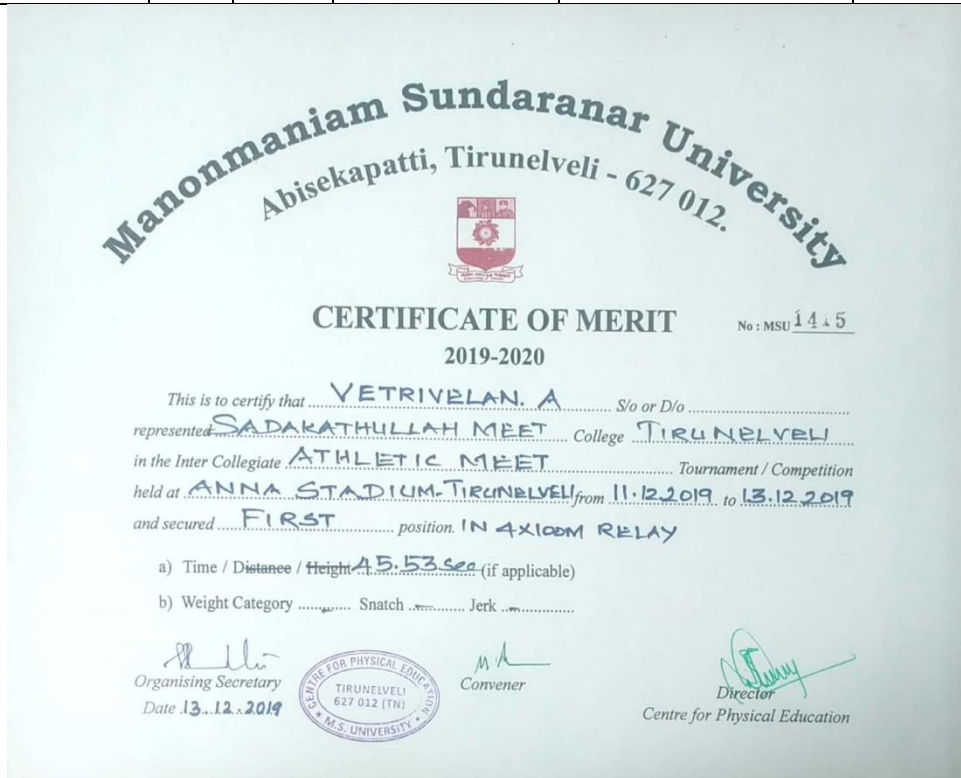 Manonmaniam Sundaranar University
Abisekapatti, Tirunelveli - 627 012.
CERTIFICATE OF MERIT
No : MSU
2019-2020
This is to certify that VETRIVELAN. A S/o or D/o
represented SADAKATHULLAH MEET College TIRUNELVELI
in the Inter Collegiate ATHLETIC MEET Tournament / Competition
held at ANNA STADIUM-TIRUNELVELI from 11.12.2019 to 13.12.2019
and secured FIRST position. IN 4X100M RELAY
a) Time / Distance / Height 45.53 Sec (if applicable)
b) Weight Category Snatch Jerk
Organising Secretary
Date 13.12.2019
CENTRE FOR PHYSICAL EDUCATION
TIRUNELVELI
627 012 (TN)
M.S. UNIVERSITY
Convener
Director
Centre for Physical Education